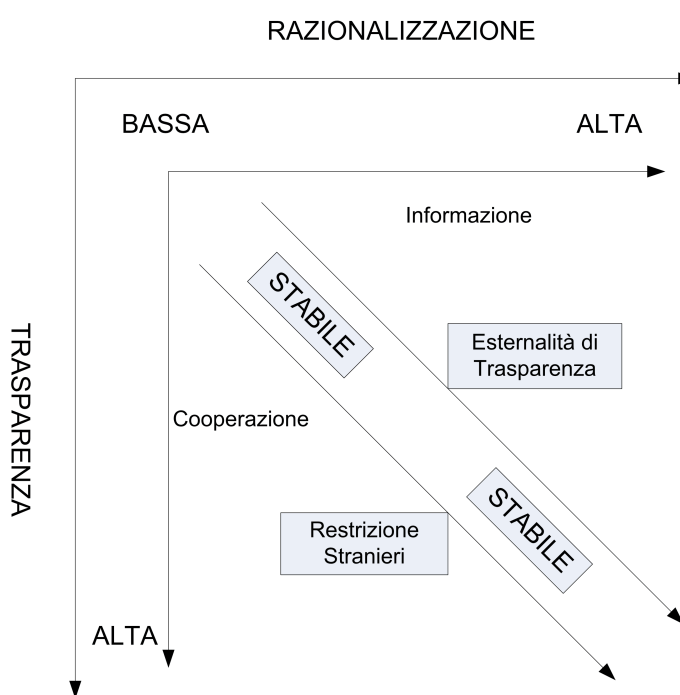 RAZIONALIZZAZIONE
BASSA
ALTA
Informazione
STABILE
Esternalità di
Trasparenza
TRASPARENZA
Cooperazione
STABILE
Restrizione
Stranieri
ALTA